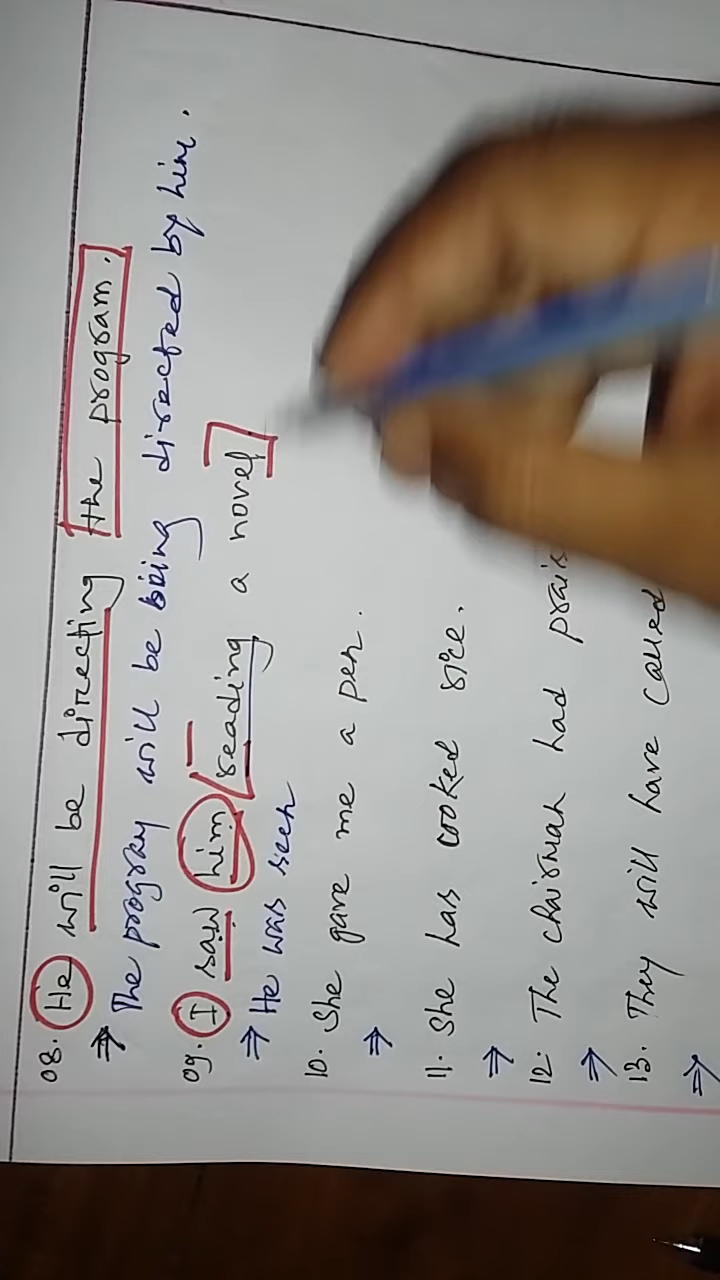 08. He will be directing the program.
⇒ The program will be being directed by him.
09. I saw him reading a novel
⇒ He was seen
10. She gave me a pen.
⇒
11. She has cooked rice.
⇒
12. The chairman had
⇒
13. They will have called
⇒